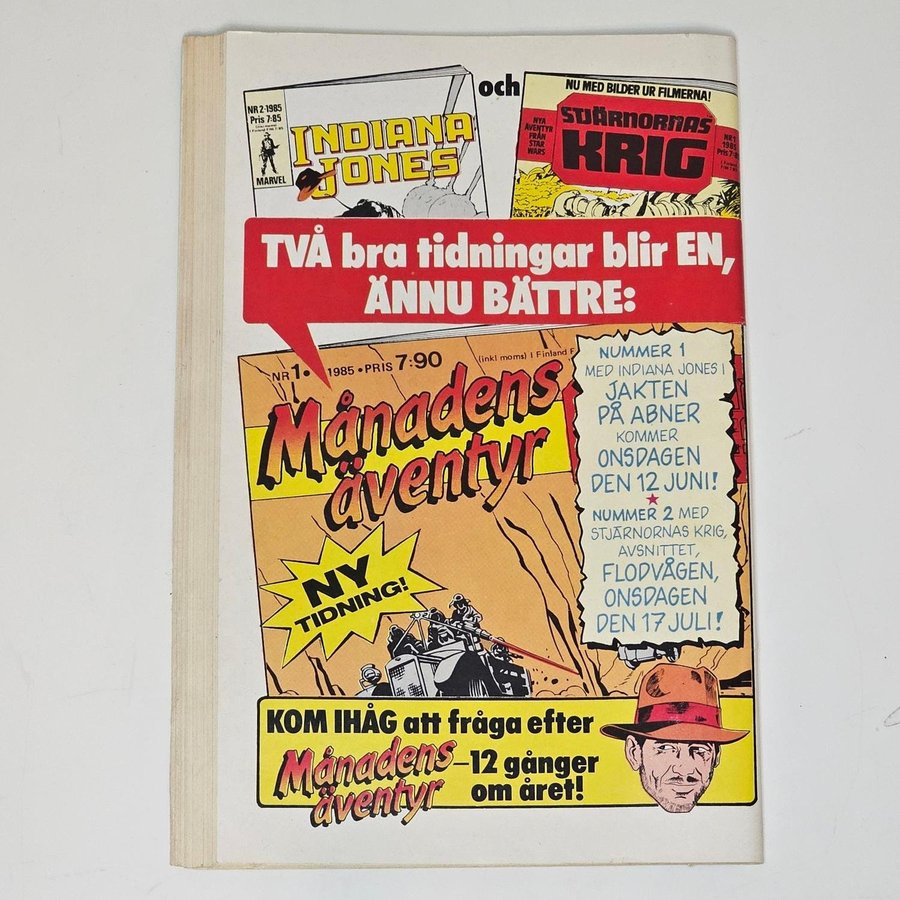 NR 2·1985
Pris 7:85
MARVEL
INDIANA
JONES
och
NU MED BILDER UR FILMERNA!
NYA
ÄVENTYR
FRÅN
STAR
WARS
STJÄRNORNAS
KRIG
NR 1
1985
TVÅ bra tidningar blir EN,
ÄNNU BÄTTRE:
NR 1• 1985 • PRIS 7:90
(inkl moms) I Finland
Månadens
äventyr
NY
TIDNING!
NUMMER 1
MED INDIANA JONES I
JAKTEN
PÅ ABNER
KOMMER
ONSDAGEN
DEN 12 JUNI!
NUMMER 2 MED
STJÄRNORNAS KRIG,
AVSNITTET,
FLODVÅGEN,
ONSDAGEN
DEN 17 JULI!
KOM IHÅG att fråga efter
Månadens
äventyr
–12 gånger
om året!